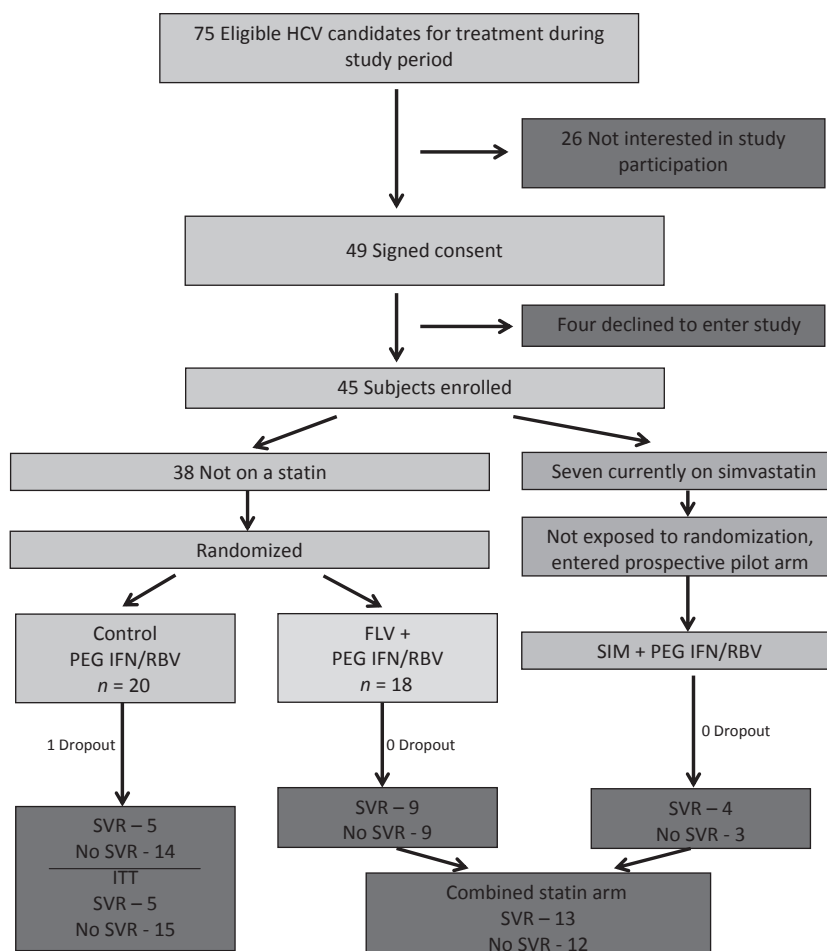 75 Eligible HCV candidates for treatment during
study period
26 Not interested in study
participation
49 Signed consent
Four declined to enter study
45 Subjects enrolled
38 Not on a statin
Seven currently on simvastatin
Randomized
Not exposed to randomization,
entered prospective pilot arm
Control
PEG IFN/RBV
n = 20
FLV +
PEG IFN/RBV
n = 18
SIM + PEG IFN/RBV
1 Dropout
0 Dropout
0 Dropout
SVR – 5
No SVR - 14
ITT
SVR – 5
No SVR - 15
SVR – 9
No SVR - 9
SVR – 4
No SVR - 3
Combined statin arm
SVR – 13
No SVR - 12